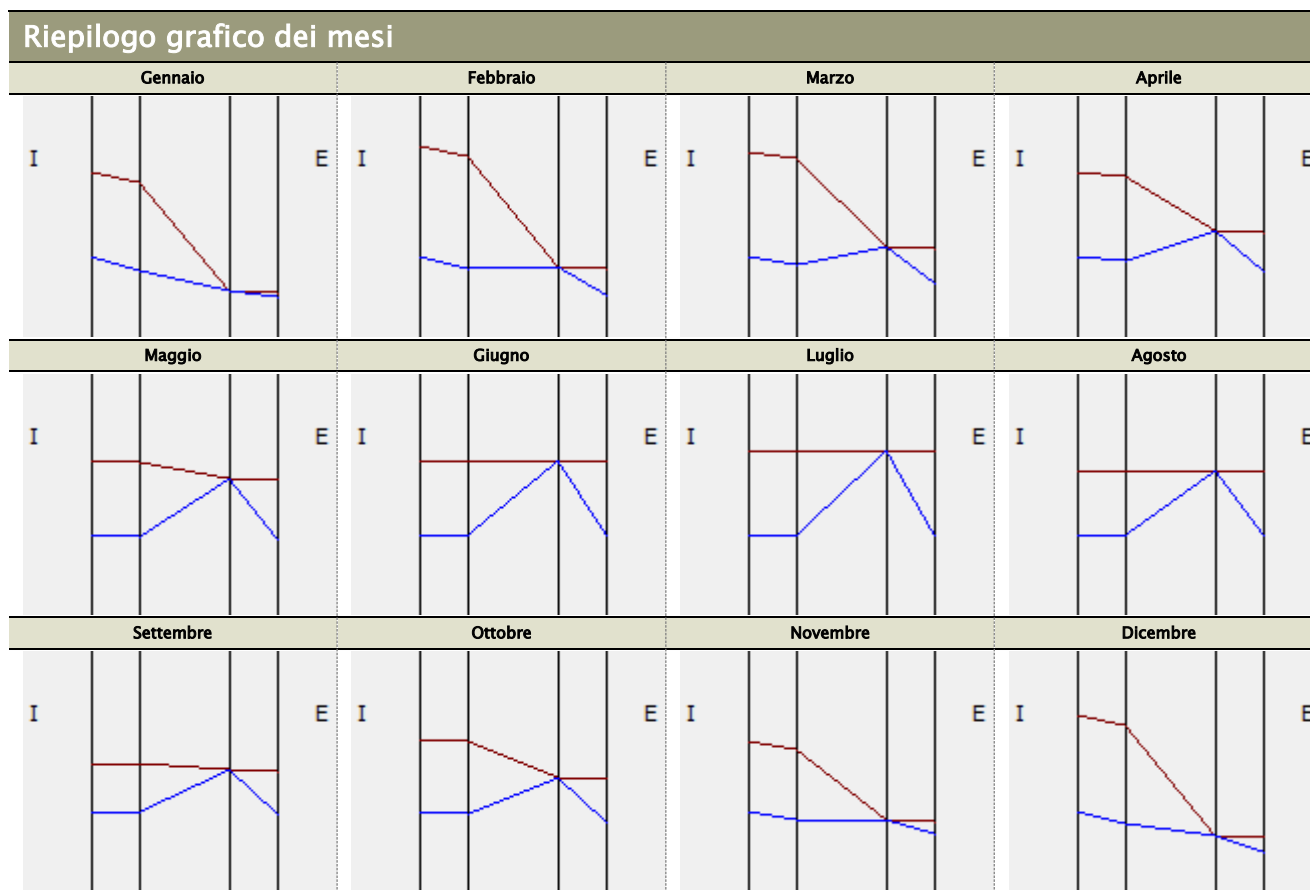 Riepilogo grafico dei mesi
Gennaio Febbraio Marzo Aprile
I E I E I E I E
Maggio Giugno Luglio Agosto
I E I E I E I E
Settembre Ottobre Novembre Dicembre
I E I E I E I E